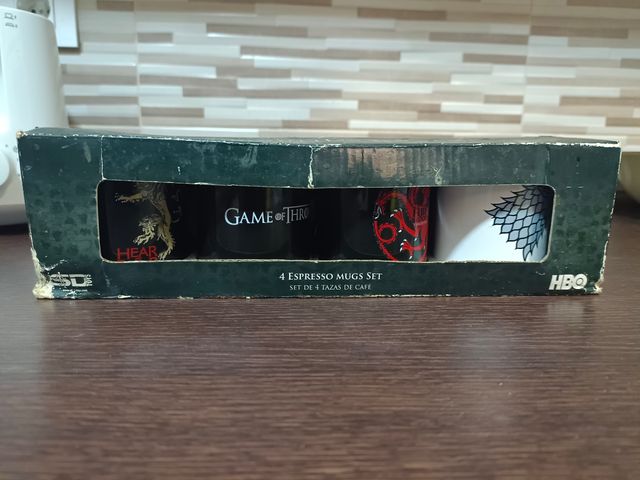 HEAR
GAME OF THRO
SD
4 ESPRESSO MUGS SET
SET DE 4 TAZAS DE CAFÉ
HBO